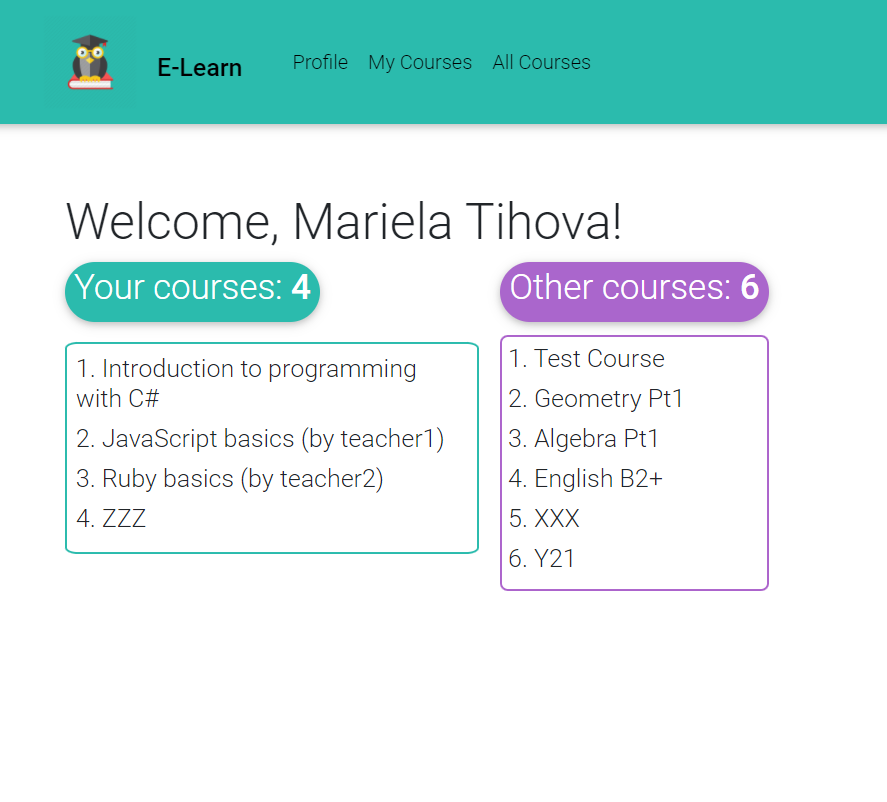 E-Learn Profile My Courses All Courses
Welcome, Mariela Tihova!
Your courses: 4
1. Introduction to programming
with C#
2. JavaScript basics (by teacher1)
3. Ruby basics (by teacher2)
4. ZZZ
Other courses: 6
1. Test Course
2. Geometry Pt1
3. Algebra Pt1
4. English B2+
5. XXX
6. Y21